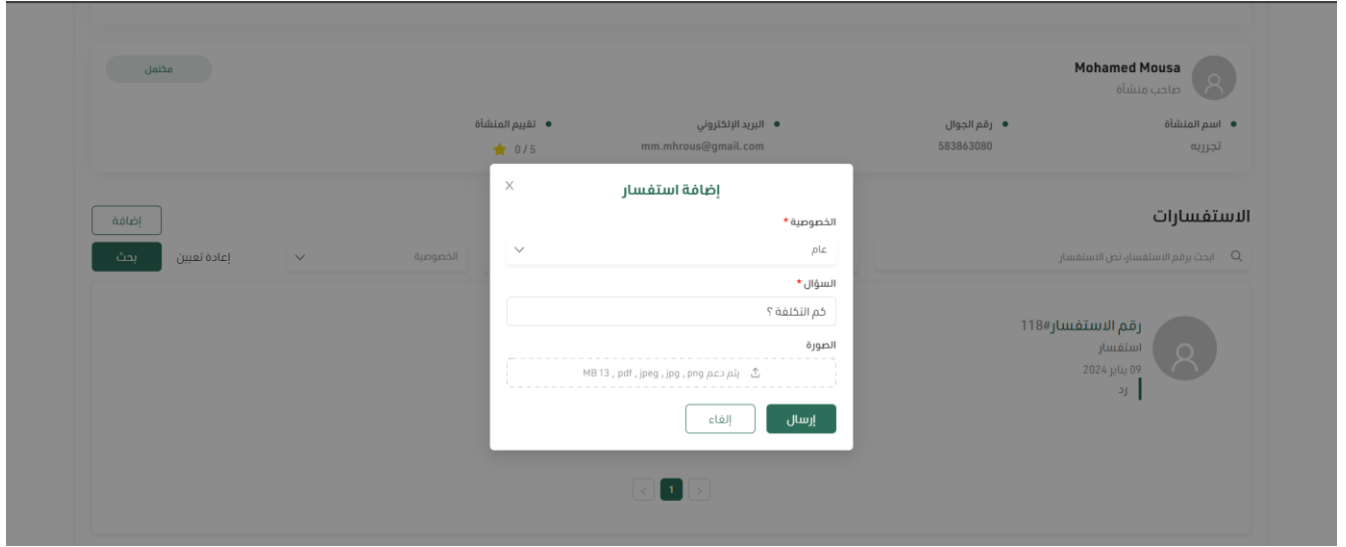 Mohamed Mousa
صاحب منشأة
مكتمل
اسم المنشأة
تجرربه
رقم الجوال
583863080
البريد الإلكتروني
mm.mhrous@gmail.com
تقييم المنشأة
0/5
إضافة استفسار
X
الخصوصية *
عام
السؤال *
كم التكلفة ؟
الصورة
يتم دعم MB 13 , pdf , jpeg , jpg , png
إرسال
إلغاء
الاستفسارات
إضافة
ابحث برقم الاستفسار، نص الاستفسار
الخصوصية
إعادة تعيين
بحث
رقم الاستفسار#118
استفسار
09 يناير 2024
رد
< 1 >